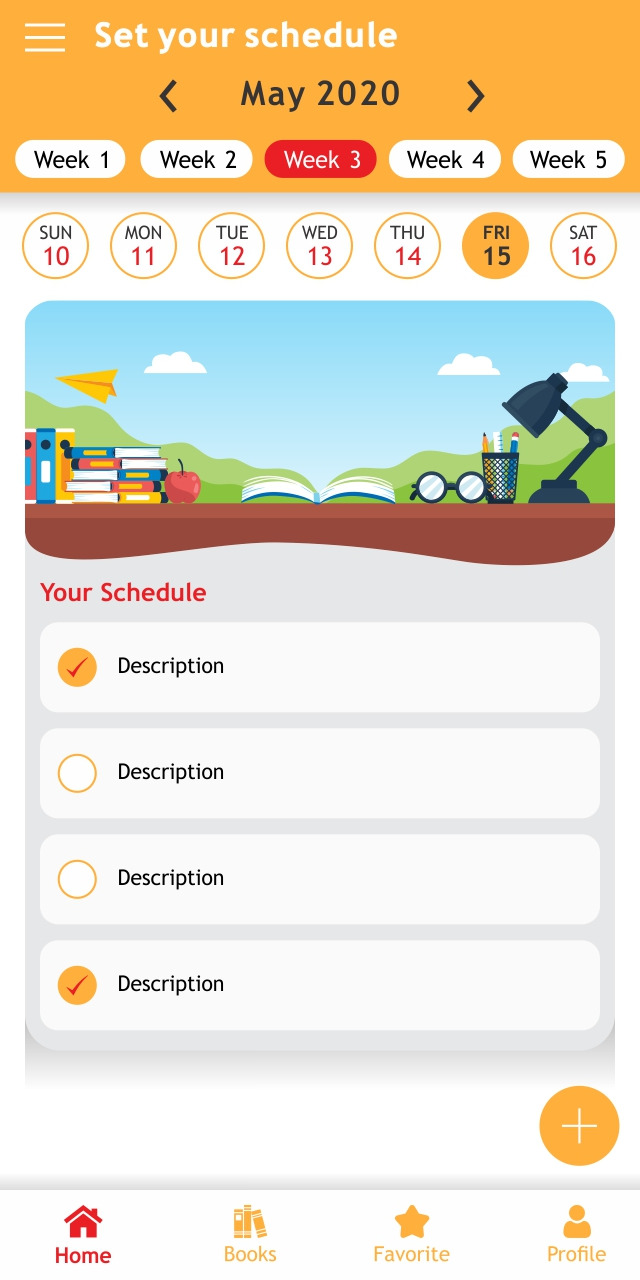 Set your schedule
May 2020
Week 1 Week 2 Week 3 Week 4 Week 5
SUN MON TUE WED THU FRI SAT
10 11 12 13 14 15 16
Your Schedule
Description
Description
Description
Description
Home Books Favorite Profile